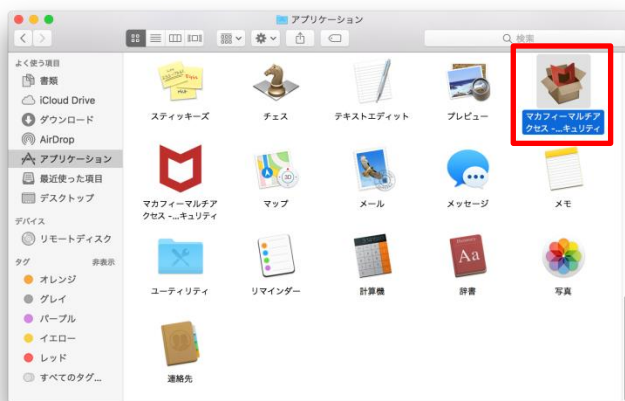 アプリケーション
検索
よく使う項目
書類
iCloud Drive
ダウンロード
AirDrop
アプリケーション
最近使った項目
デスクトップ
デバイス
リモートディスク
タグ
非表示
オレンジ
グレイ
パープル
イエロー
レッド
すべてのタグ...
スティッキーズ
チェス
テキストエディット
プレビュー
マカフィーマルチア
クセス -...キュリティ
マカフィーマルチア
クセス -...キュリティ
マップ
メール
メッセージ
メモ
ユーティリティ
リマインダー
計算機
辞書
写真
連絡先
Aa